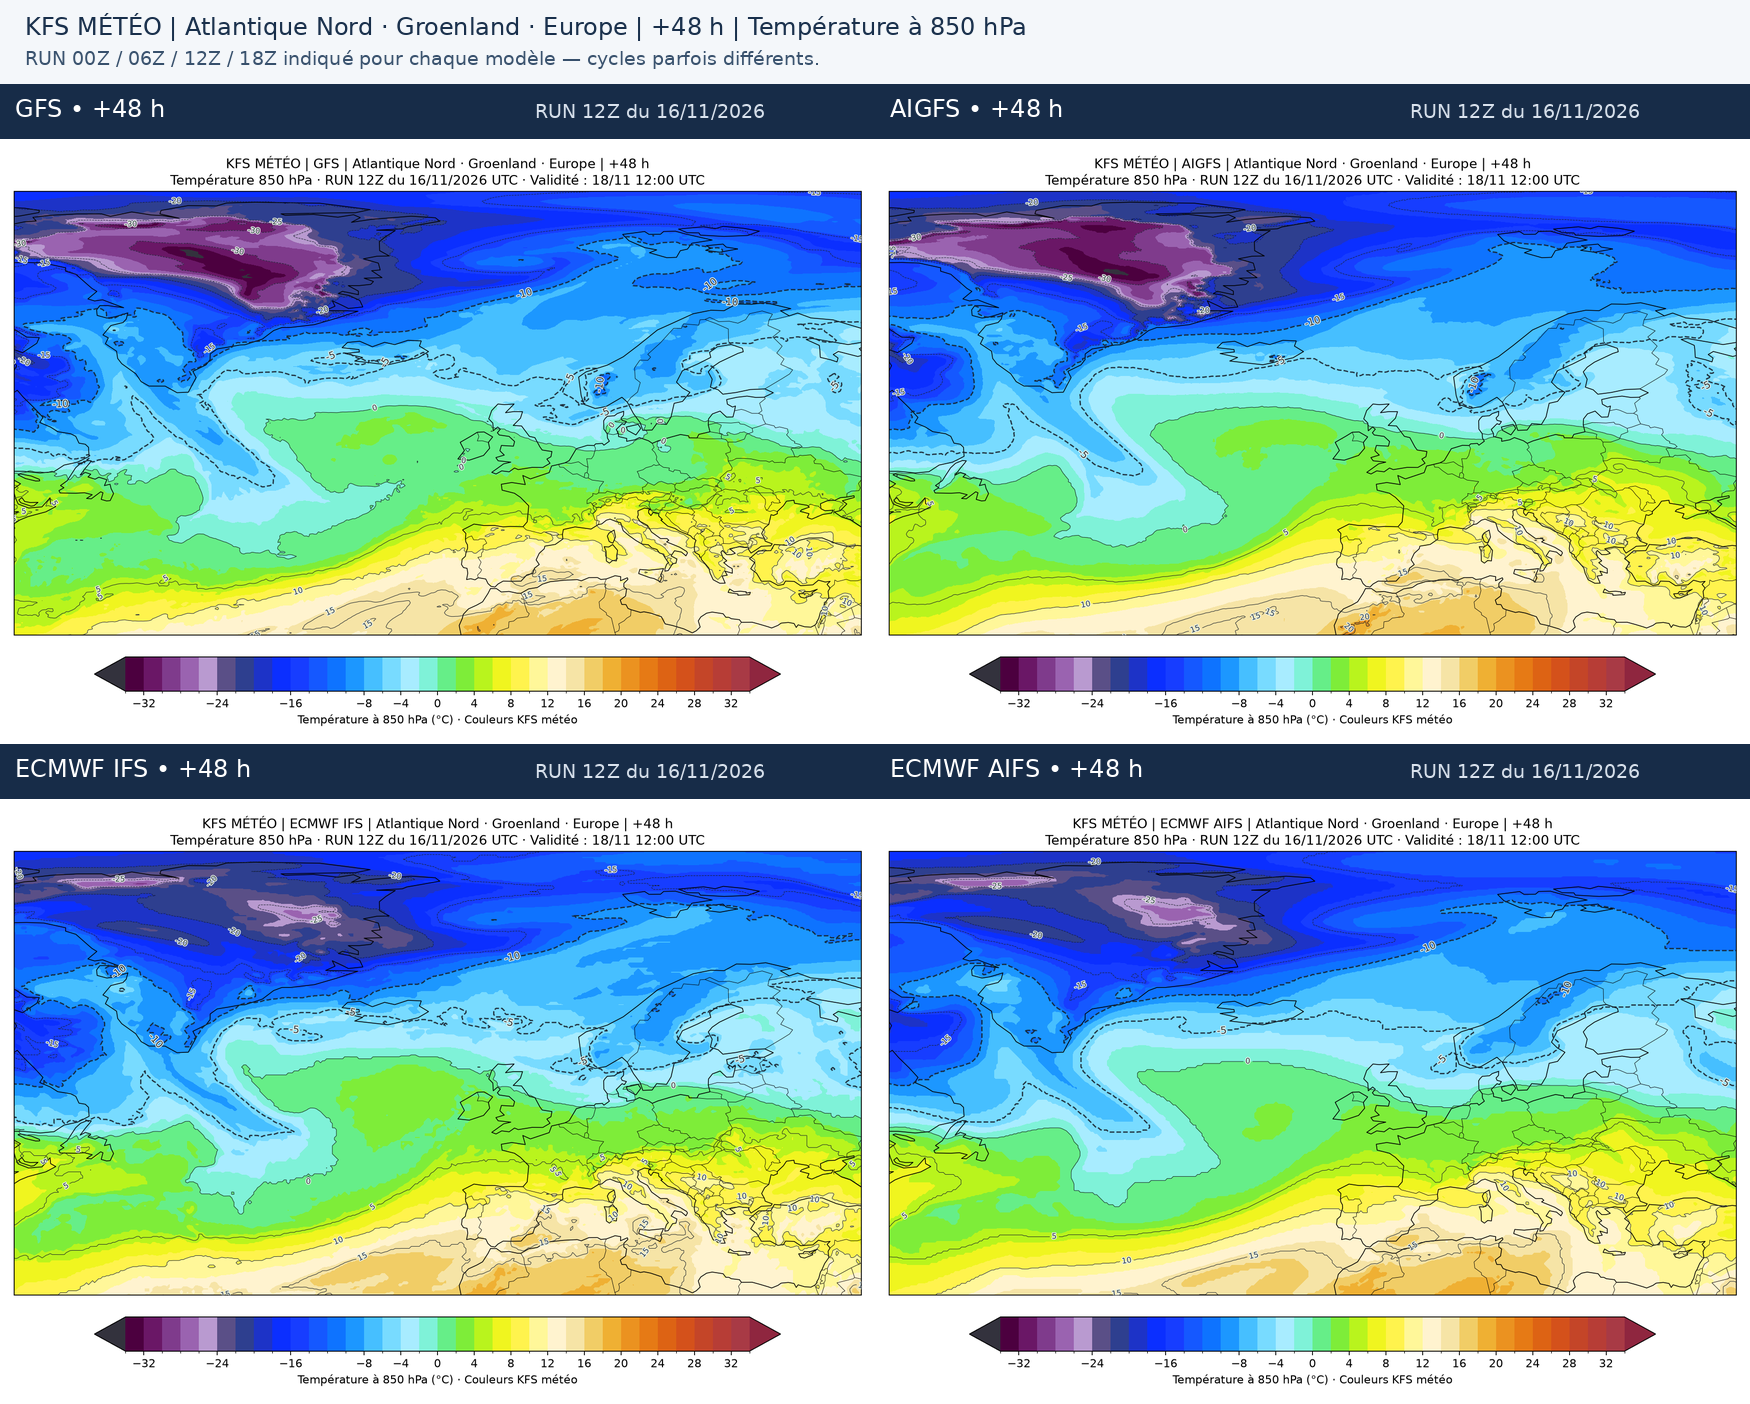 KFS MÉTÉO | Atlantique Nord · Groenland · Europe | +48 h | Température à 850 hPa
RUN 00Z / 06Z / 12Z / 18Z indiqué pour chaque modèle — cycles parfois différents.
GFS • +48 h RUN 12Z du 16/11/2026
KFS MÉTÉO | GFS | Atlantique Nord · Groenland · Europe | +48 h
Température 850 hPa · RUN 12Z du 16/11/2026 UTC · Validité : 18/11 12:00 UTC
−32 −24 −16 −8 −4 0 4 8 12 16 20 24 28 32
Température à 850 hPa (°C) · Couleurs KFS météo
AIGFS • +48 h RUN 12Z du 16/11/2026
KFS MÉTÉO | AIGFS | Atlantique Nord · Groenland · Europe | +48 h
Température 850 hPa · RUN 12Z du 16/11/2026 UTC · Validité : 18/11 12:00 UTC
−32 −24 −16 −8 −4 0 4 8 12 16 20 24 28 32
Température à 850 hPa (°C) · Couleurs KFS météo
ECMWF IFS • +48 h RUN 12Z du 16/11/2026
KFS MÉTÉO | ECMWF IFS | Atlantique Nord · Groenland · Europe | +48 h
Température 850 hPa · RUN 12Z du 16/11/2026 UTC · Validité : 18/11 12:00 UTC
−32 −24 −16 −8 −4 0 4 8 12 16 20 24 28 32
Température à 850 hPa (°C) · Couleurs KFS météo
ECMWF AIFS • +48 h RUN 12Z du 16/11/2026
KFS MÉTÉO | ECMWF AIFS | Atlantique Nord · Groenland · Europe | +48 h
Température 850 hPa · RUN 12Z du 16/11/2026 UTC · Validité : 18/11 12:00 UTC
−32 −24 −16 −8 −4 0 4 8 12 16 20 24 28 32
Température à 850 hPa (°C) · Couleurs KFS météo